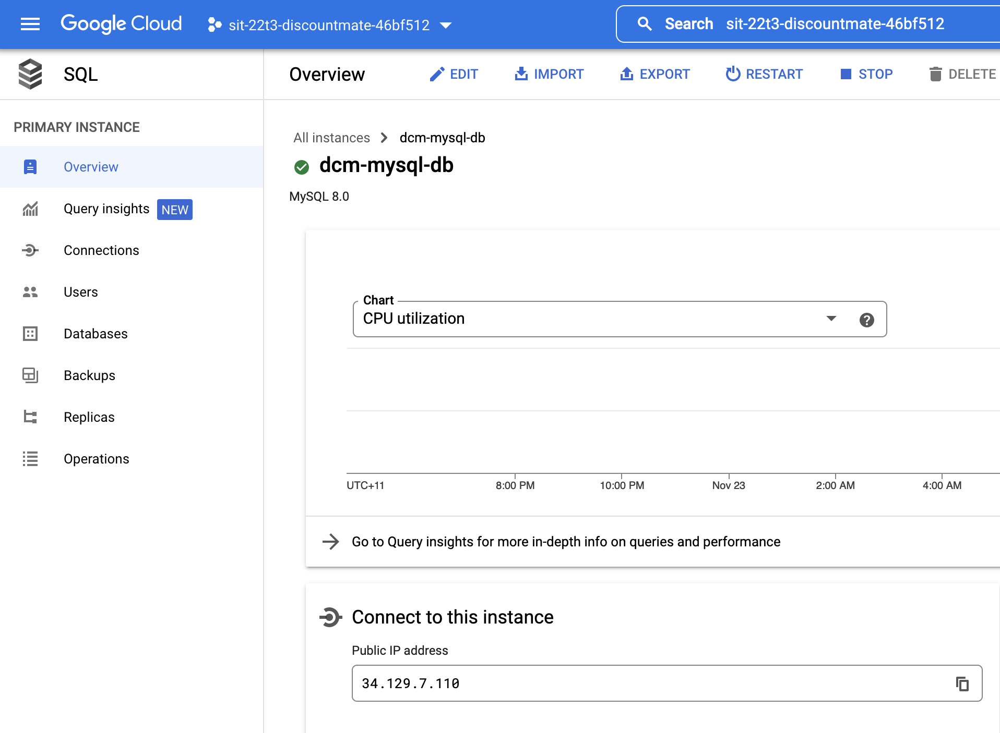 Google Cloud
sit-22t3-discountmate-46bf512
Search sit-22t3-discountmate-46bf512
SQL
Overview
EDIT
IMPORT
EXPORT
RESTART
STOP
DELETE
PRIMARY INSTANCE
Overview
Query insights NEW
Connections
Users
Databases
Backups
Replicas
Operations
All instances dcm-mysql-db
dcm-mysql-db
MySQL 8.0
Chart
CPU utilization
UTC+11 8:00 PM 10:00 PM Nov 23 2:00 AM 4:00 AM
Go to Query insights for more in-depth info on queries and performance
Connect to this instance
Public IP address
34.129.7.110